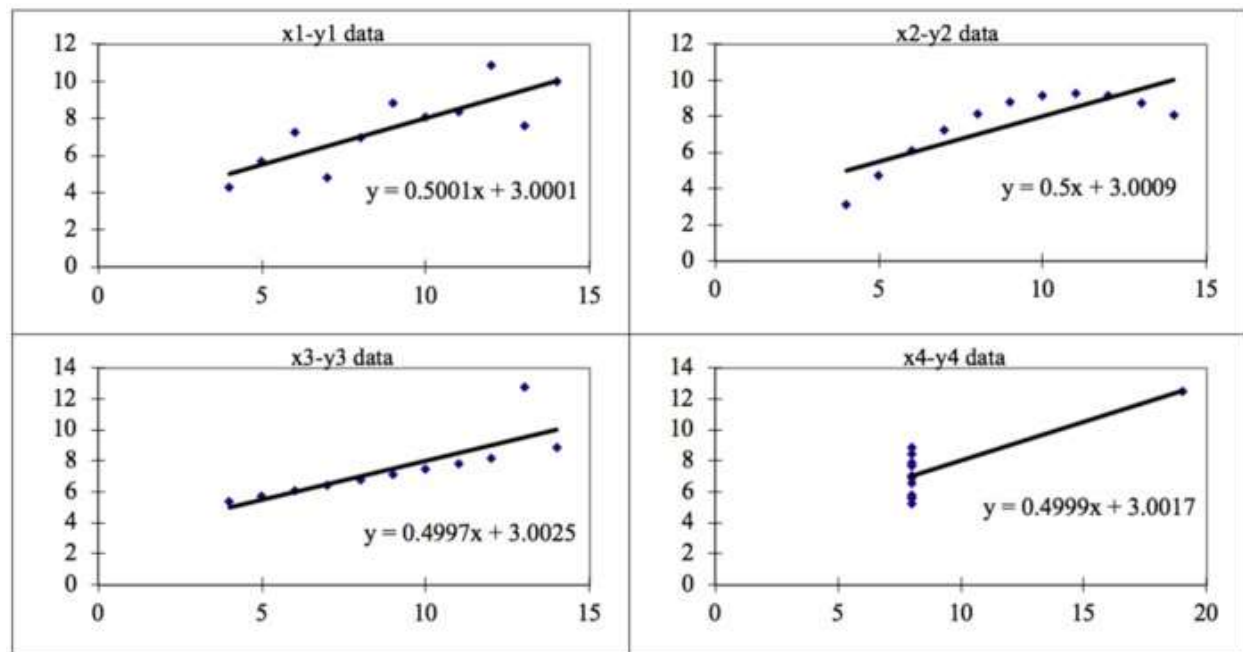 x1-y1 data
12
10
8
6
4
2
0
y = 0.5001x + 3.0001
0 5 10 15
x2-y2 data
12
10
8
6
4
2
0
y = 0.5x + 3.0009
0 5 10 15
x3-y3 data
14
12
10
8
6
4
2
0
y = 0.4997x + 3.0025
0 5 10 15
x4-y4 data
14
12
10
8
6
4
2
0
y = 0.4999x + 3.0017
0 5 10 15 20